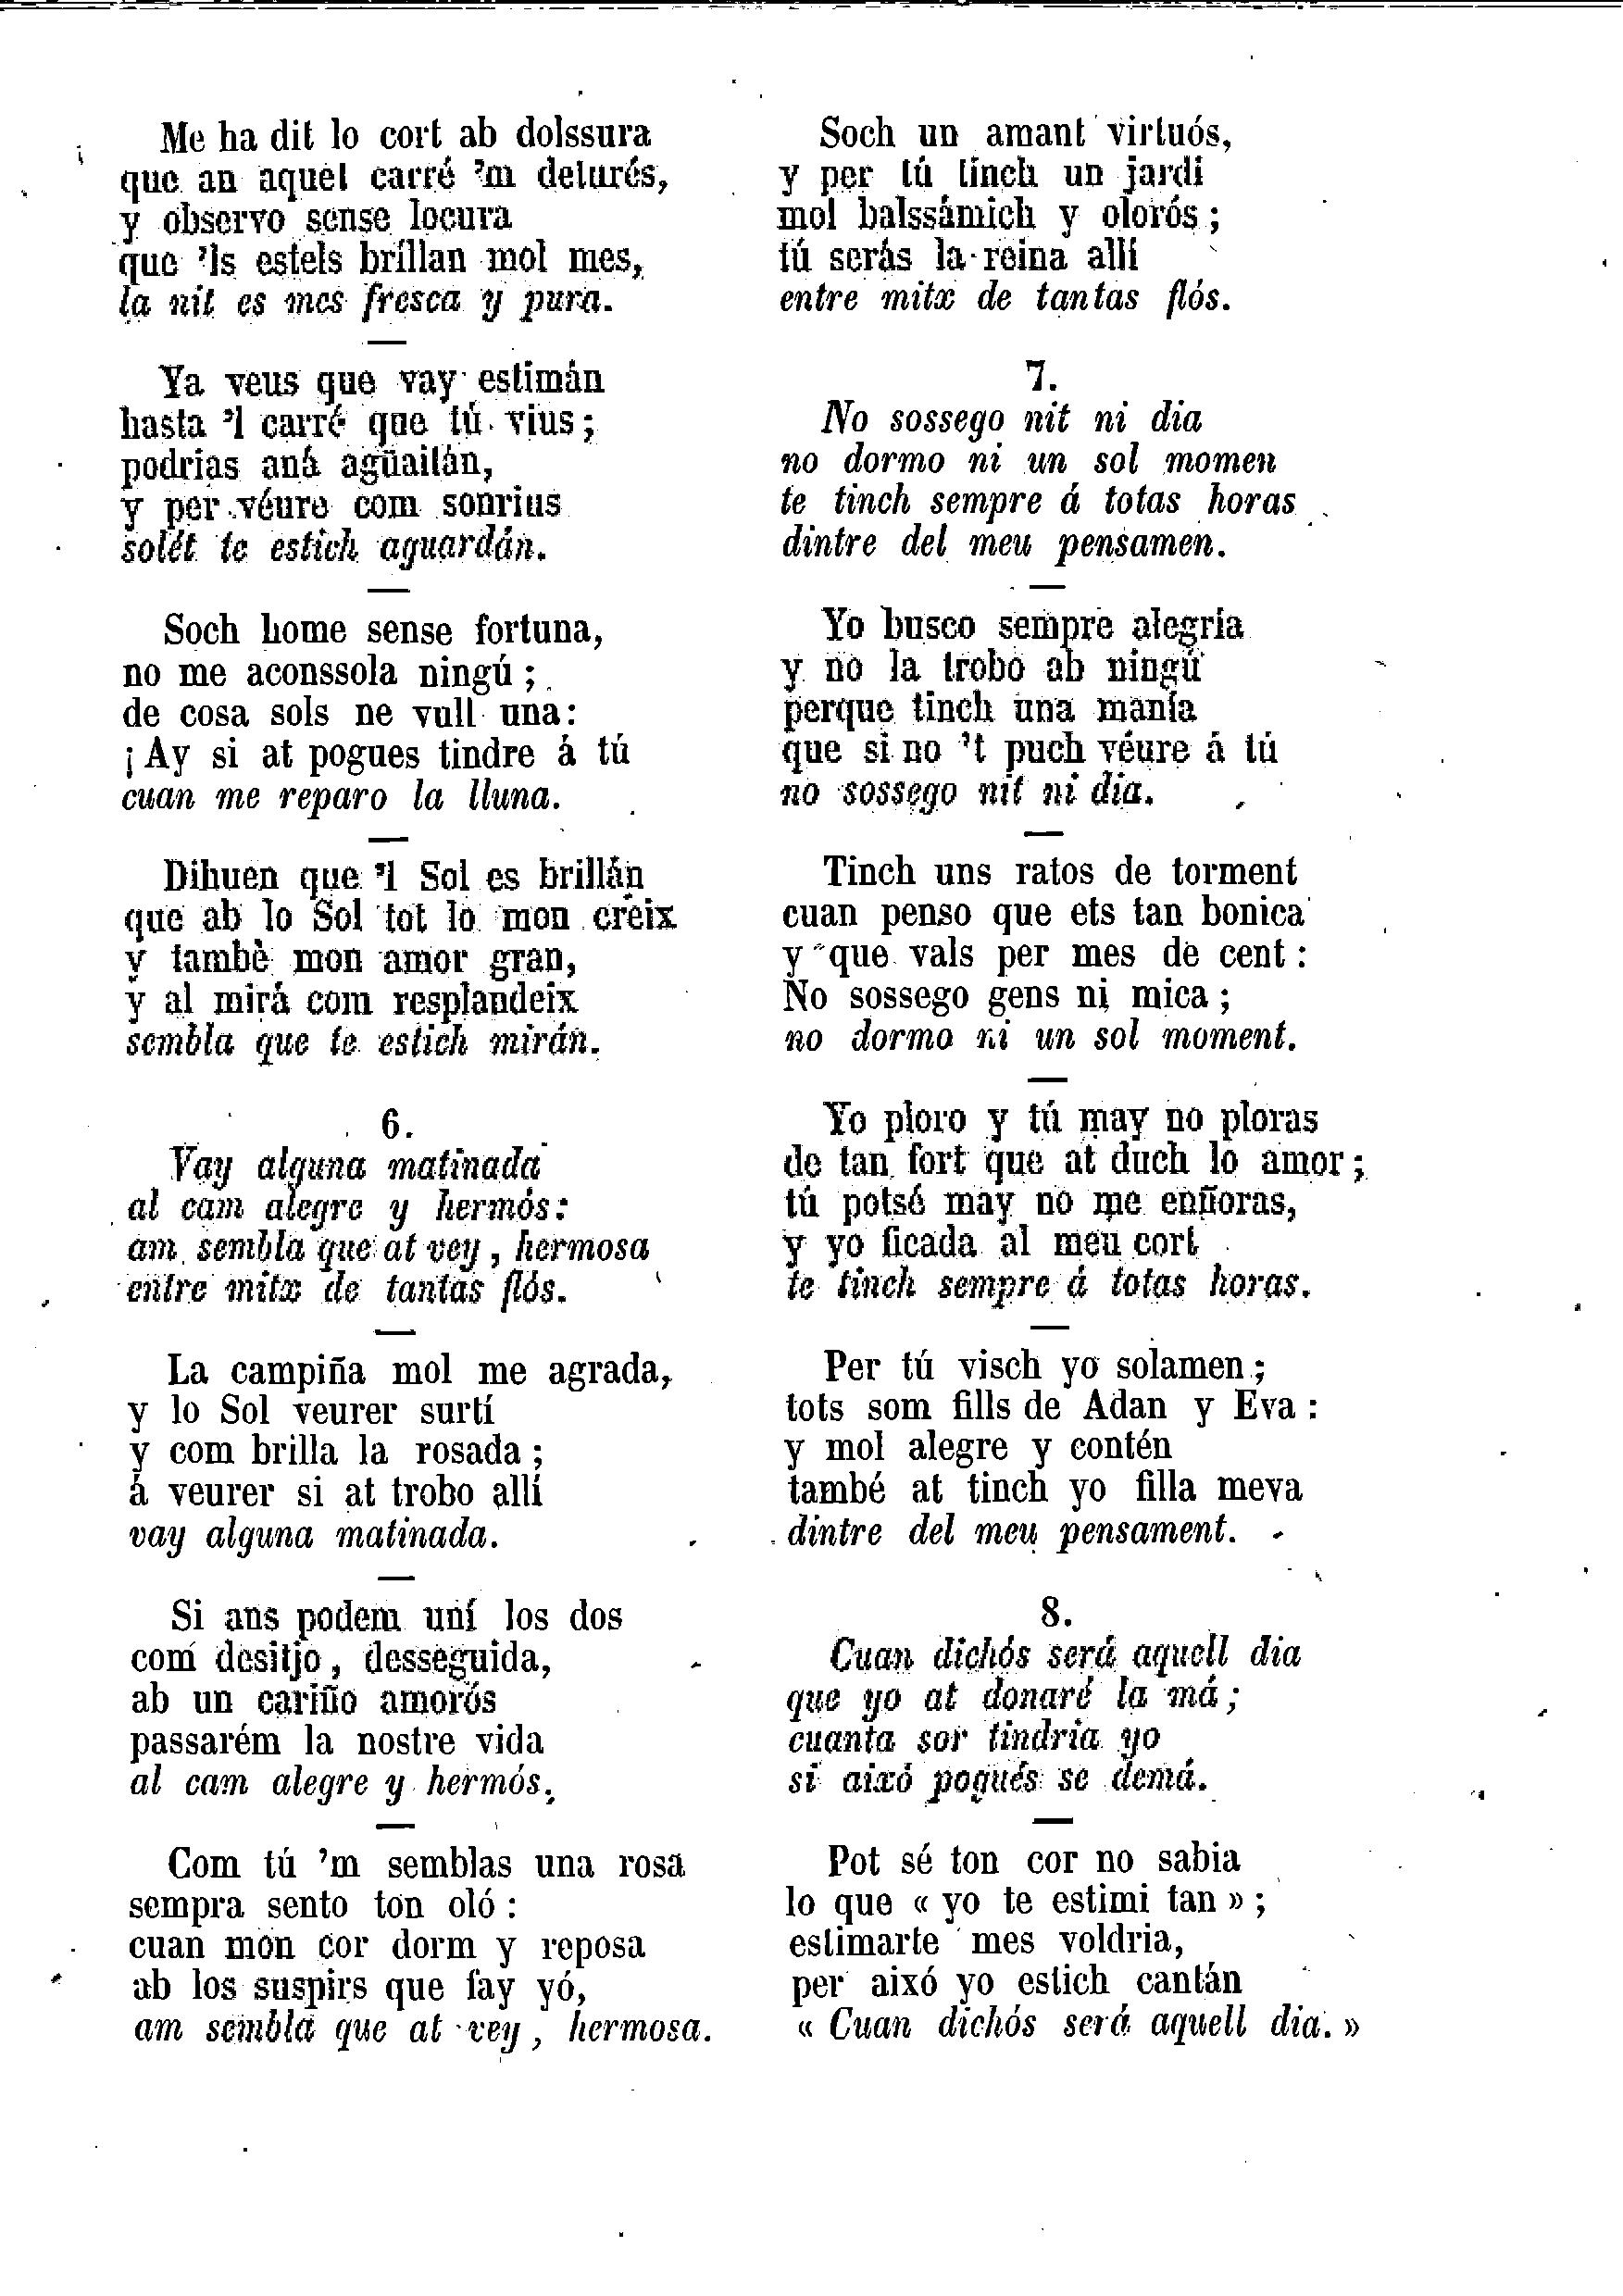 Me ha dit lo cort ab dolssura
que an aquel carré 'm deturés,
y observo sense locura
que 'ls estels brillan mol mes,
la nit es mes fresca y pura.
Ya veus que vay estimán
hasta 'l carré que tú vius;
podrias aná agüaitán,
y per véure com sonrius
solét te estich aguardán.
Soch home sense fortuna,
no me aconssola ningú;
de cosa sols ne vull una:
¡Ay si at pogues tindre á tú
cuan me reparo la lluna.
Dihuen que 'l Sol es brillán
que ab lo Sol tot lo mon creix
y tambè mon amor gran,
y al mirá com resplandeix
sembla que te estich mirán.
6.
Vay alguna matinada
al cam alegre y hermós:
am sembla que at vey, hermosa
entre mitx de tantas flós.
La campiña mol me agrada,
y lo Sol veurer surtí
y com brilla la rosada;
á veurer si at trobo allí
vay alguna matinada.
Si ans podem uní los dos
com desitjo, desseguida,
ab un cariño amorós
passarém la nostre vida
al cam alegre y hermós.
Com tú 'm semblas una rosa
sempra sento ton oló:
cuan mon cor dorm y reposa
ab los suspirs que fay yó,
am sembla que at vey, hermosa.
Soch un amant virtuós,
y per tú tinch un jardi
mol balssámich y olorós;
tú serás la reina allí
entre mitx de tantas flós.
7.
No sossego nit ni dia
no dormo ni un sol momen
te tinch sempre á totas horas
dintre del meu pensamen.
Yo busco sempre alegría
y no la trobo ab ningú
perque tinch una manía
que si no 't puch véure á tú
no sossego nit ni dia.
Tinch uns ratos de torment
cuan penso que ets tan bonica
y que vals per mes de cent:
No sossego gens ni mica;
no dormo ni un sol moment.
Yo ploro y tú may no ploras
de tan fort que at duch lo amor;
tú potsé may no me enñoras,
y yo ficada al meu cort
te tinch sempre á totas horas.
Per tú visch yo solamen;
tots som fills de Adan y Eva:
y mol alegre y contén
també at tinch yo filla meva
dintre del meu pensament.
8.
Cuan dichós será aquell dia
que yo at donaré la má;
cuanta sor tindria yo
si aixó pogués se demá.
Pot sé ton cor no sabia
lo que « yo te estimi tan »;
estimarte mes voldria,
per aixó yo estich cantán
« Cuan dichós será aquell dia. »